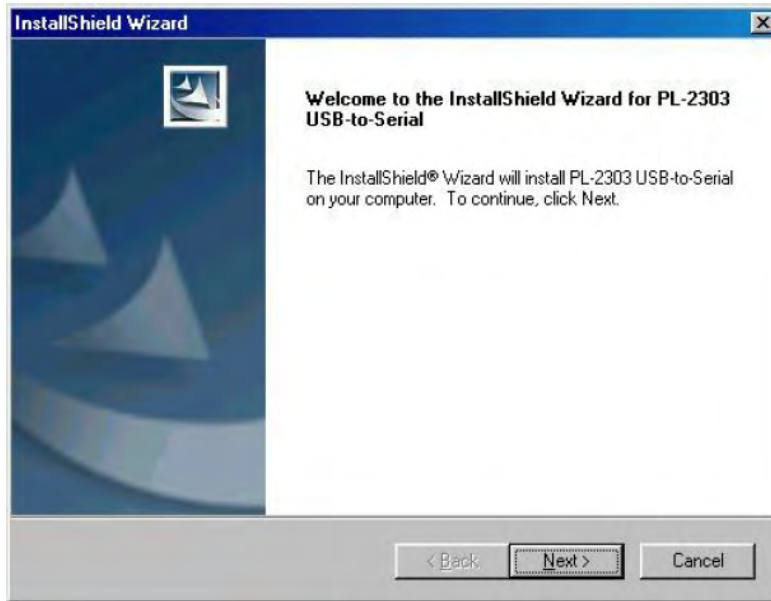 InstallShield Wizard
Welcome to the InstallShield Wizard for PL-2303
USB-to-Serial
The InstallShield® Wizard will install PL-2303 USB-to-Serial
on your computer. To continue, click Next.
< Back Next > Cancel